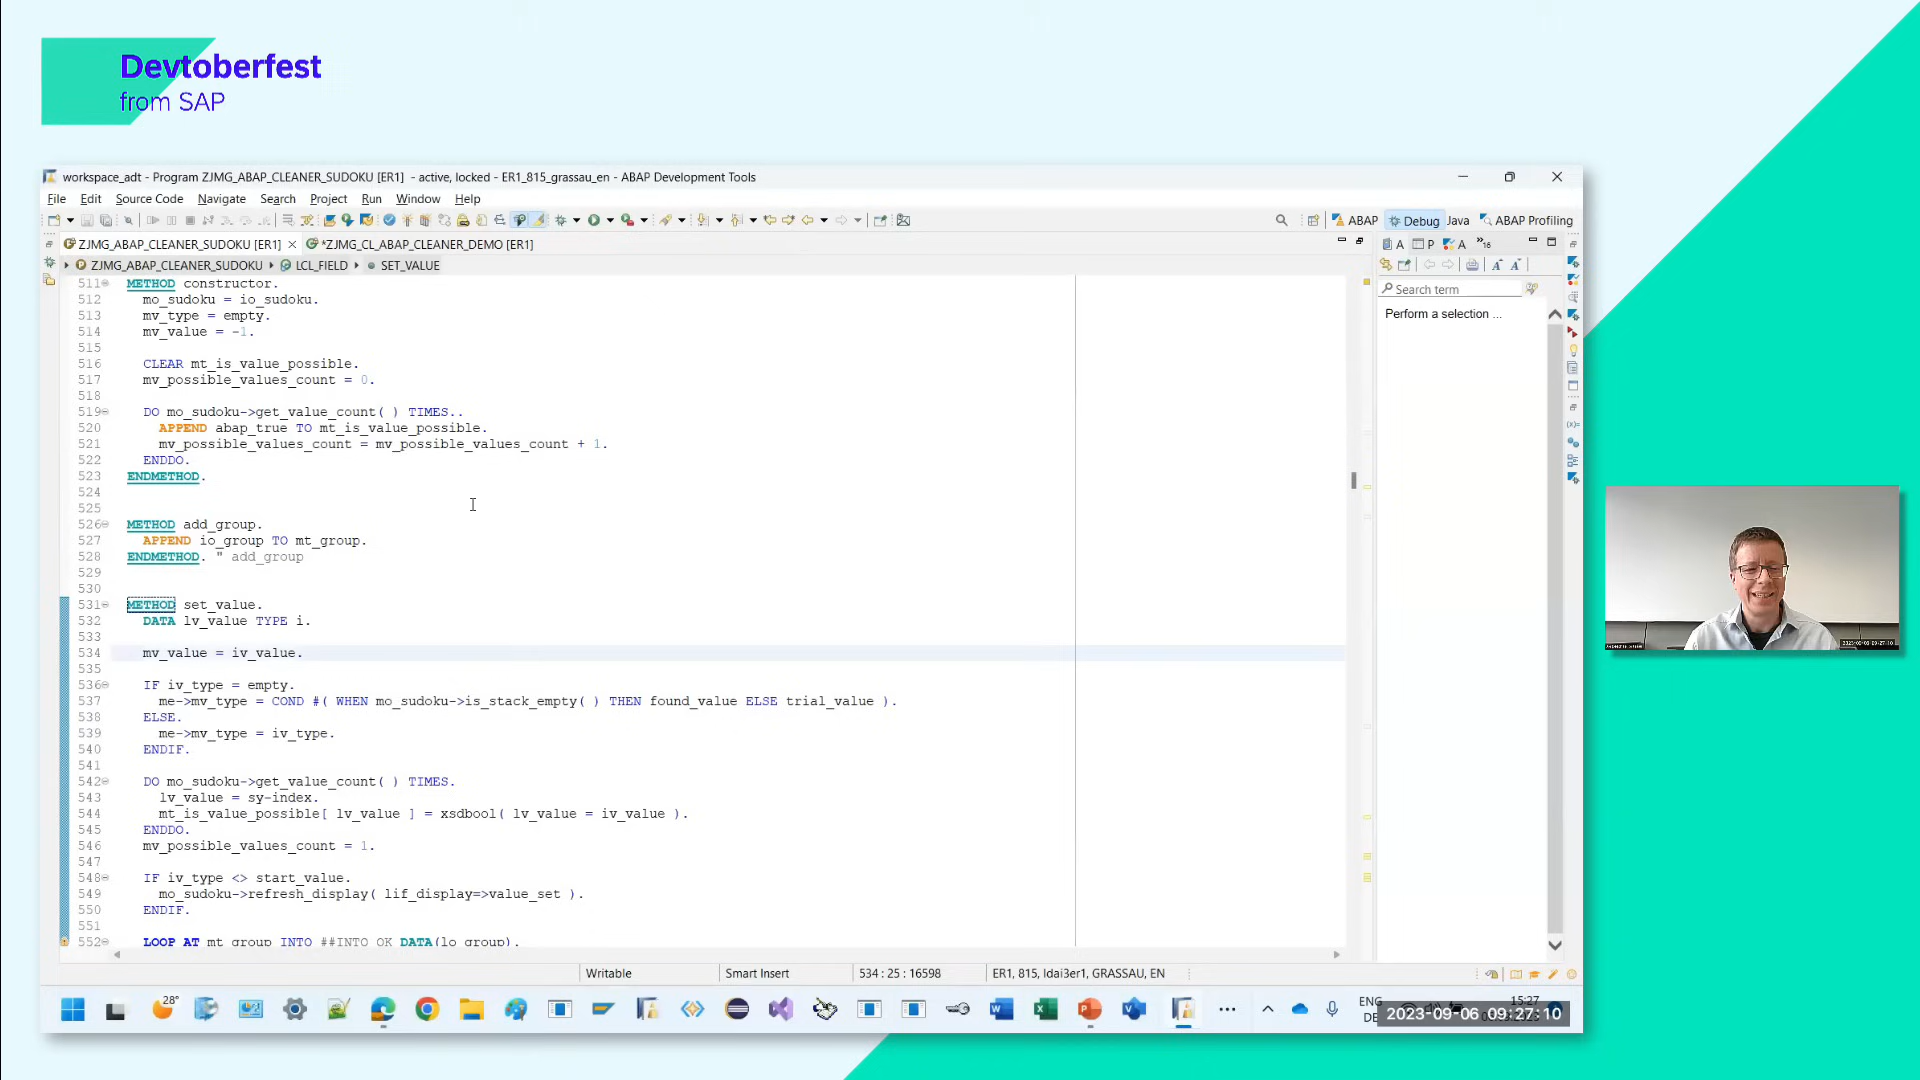 Devtoberfest
from SAP
workspace_adt - Program ZJMG_ABAP_CLEANER_SUDOKU [ER1] - active, locked - ER1_815_grassau_en - ABAP Development Tools
File Edit Source Code Navigate Search Project Run Window Help
ABAP Debug Java ABAP Profiling
ZJMG_ABAP_CLEANER_SUDOKU [ER1] *ZJMG_CL_ABAP_CLEANER_DEMO [ER1]
A P A »16
ZJMG_ABAP_CLEANER_SUDOKU LCL_FIELD SET_VALUE
Search term
Perform a selection ...
511 METHOD constructor.
512 mo_sudoku = io_sudoku.
513 mv_type = empty.
514 mv_value = -1.
515
516 CLEAR mt_is_value_possible.
517 mv_possible_values_count = 0.
518
519 DO mo_sudoku->get_value_count( ) TIMES..
520 APPEND abap_true TO mt_is_value_possible.
521 mv_possible_values_count = mv_possible_values_count + 1.
522 ENDDO.
523 ENDMETHOD.
524
525
526 METHOD add_group.
527 APPEND io_group TO mt_group.
528 ENDMETHOD. " add_group
529
530
531 METHOD set_value.
532 DATA lv_value TYPE i.
533
534 mv_value = iv_value.
535
536 IF iv_type = empty.
537 me->mv_type = COND #( WHEN mo_sudoku->is_stack_empty( ) THEN found_value ELSE trial_value ).
538 ELSE.
539 me->mv_type = iv_type.
540 ENDIF.
541
542 DO mo_sudoku->get_value_count( ) TIMES.
543 lv_value = sy-index.
544 mt_is_value_possible[ lv_value ] = xsdbool( lv_value = iv_value ).
545 ENDDO.
546 mv_possible_values_count = 1.
547
548 IF iv_type <> start_value.
549 mo_sudoku->refresh_display( lif_display=>value_set ).
550 ENDIF.
551
552 LOOP AT mt_group INTO ##INTO_OK DATA(lo_group).
Writable Smart Insert 534 : 25 : 16598 ER1, 815, ldai3er1, GRASSAU, EN
28°
ENG
DE
15:27
2023-09-06 09:27:10